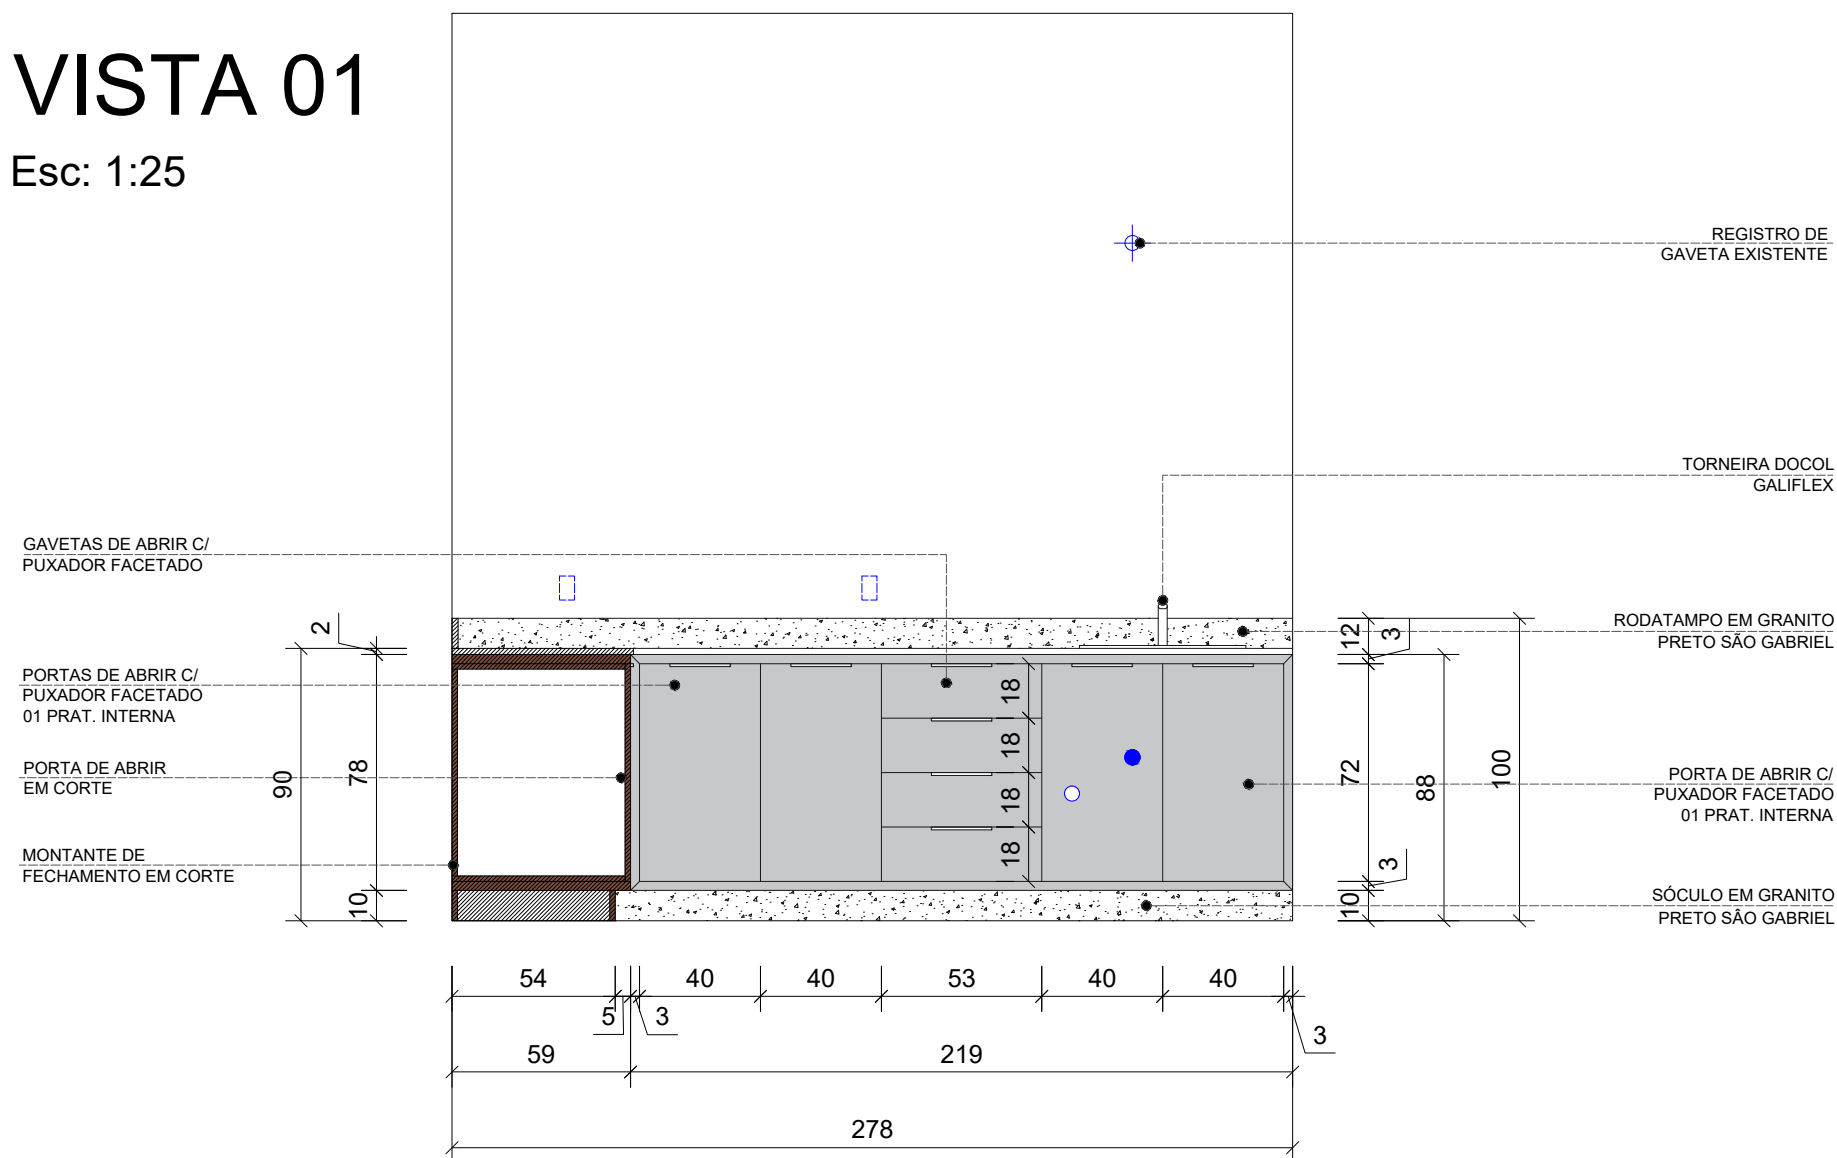 VISTA 01
Esc: 1:25
REGISTRO DE
GAVETA EXISTENTE
TORNEIRA DOCOL
GALIFLEX
GAVETAS DE ABRIR C/
PUXADOR FACETADO
RODATAMPO EM GRANITO
PRETO SÃO GABRIEL
PORTAS DE ABRIR C/
PUXADOR FACETADO
01 PRAT. INTERNA
PORTA DE ABRIR
EM CORTE
PORTA DE ABRIR C/
PUXADOR FACETADO
01 PRAT. INTERNA
MONTANTE DE
FECHAMENTO EM CORTE
SÓCULO EM GRANITO
PRETO SÂO GABRIEL
2
90
78
10
18
18
18
18
12
3
72
3
10
88
100
54
5
3
40
40
53
40
40
3
59
219
278